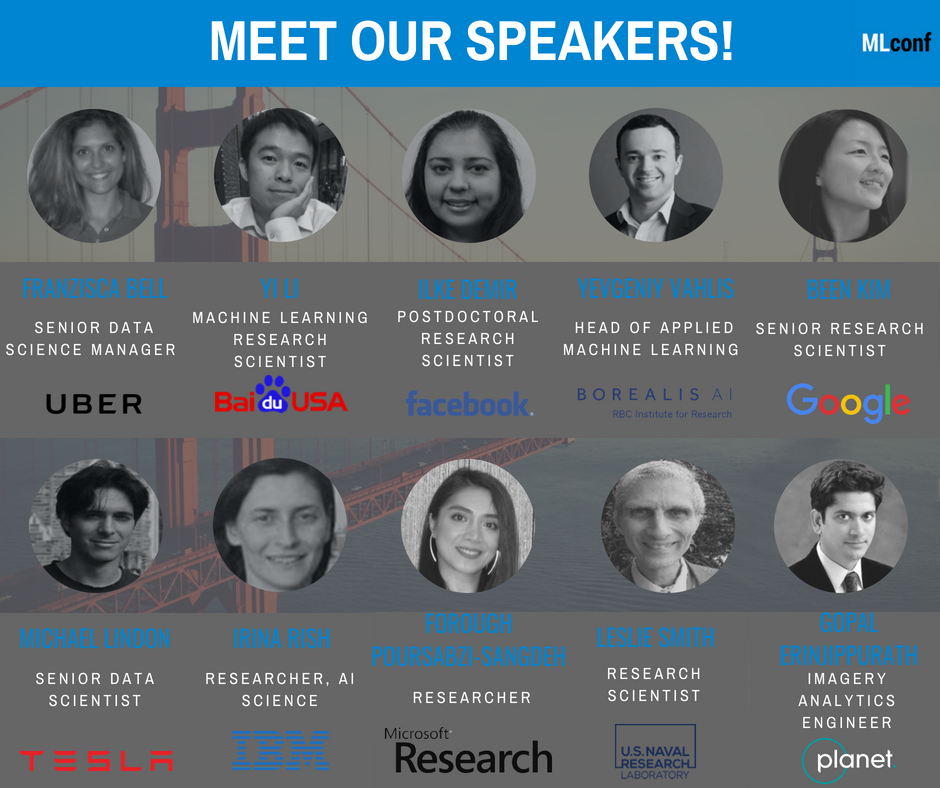 MEET OUR SPEAKERS!
MLconf
FRANZISCA BELL
SENIOR DATA
SCIENCE MANAGER
UBER
YI LI
MACHINE LEARNING
RESEARCH
SCIENTIST
Baidu USA
ILKE DEMIR
POSTDOCTORAL
RESEARCH
SCIENTIST
facebook.
YEVGENIY VAHLIS
HEAD OF APPLIED
MACHINE LEARNING
BOREALIS AI
RBC Institute for Research
BEEN KIM
SENIOR RESEARCH
SCIENTIST
Google
MICHAEL LINDON
SENIOR DATA
SCIENTIST
TESLA
IRINA RISH
RESEARCHER, AI
SCIENCE
IBM
FOROUGH
POURSABZI-SANGDEH
RESEARCHER
Microsoft
Research
LESLIE SMITH
RESEARCH
SCIENTIST
U.S. NAVAL
RESEARCH
LABORATORY
GOPAL
ERINJIPPURATH
IMAGERY
ANALYTICS
ENGINEER
planet.